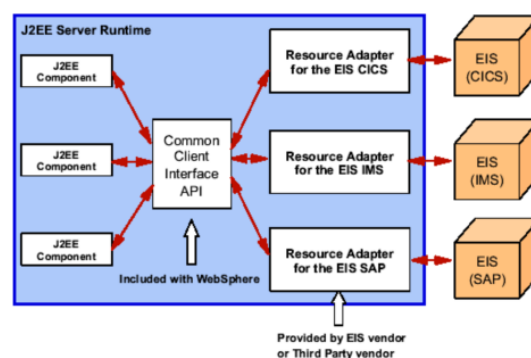 J2EE Server Runtime
J2EE
Component
J2EE
Component
J2EE
Component
Common
Client
Interface
API
Included with WebSphere
Resource Adapter
for the EIS CICS
Resource Adapter
for the EIS IMS
Resource Adapter
for the EIS SAP
Provided by EIS vendor
or Third Party vendor
EIS
(CICS)
EIS
(IMS)
EIS
(SAP)